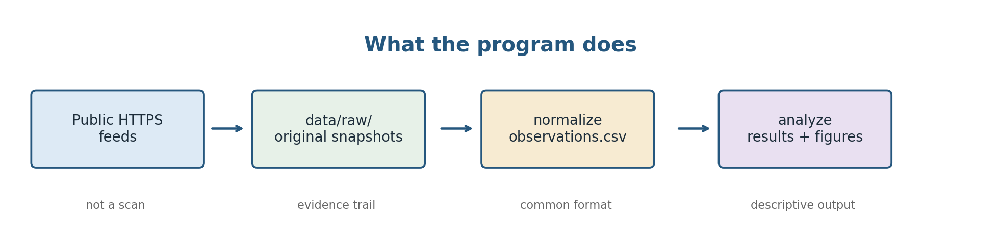 What the program does
Public HTTPS
feeds
data/raw/
original snapshots
normalize
observations.csv
analyze
results + figures
not a scan
evidence trail
common format
descriptive output